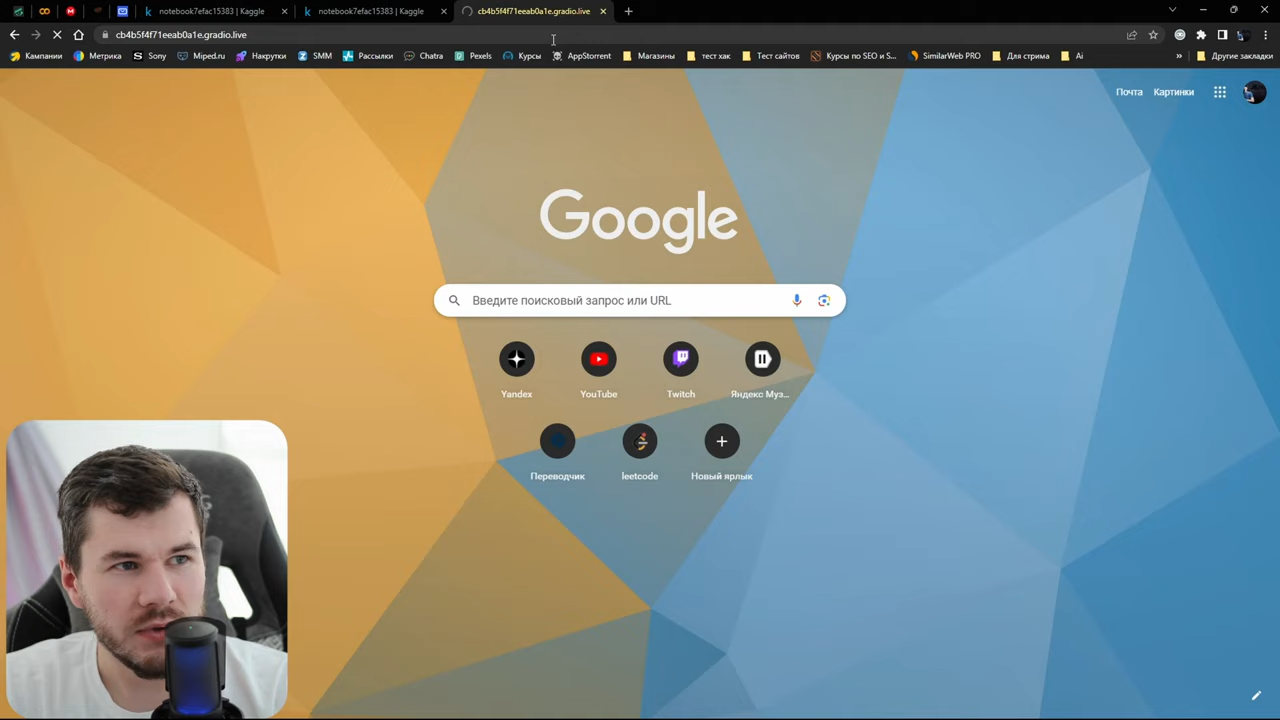 notebook7efac15383 | Kaggle
notebook7efac15383 | Kaggle
cb4b5f4f71eeab0a1e.gradio.live
cb4b5f4f71eeab0a1e.gradio.live
Кампании Метрика Sony Miped.ru Накрутки SMM Рассылки Chatra Pexels Курсы AppStorrent Магазины тест хак Тест сайтов Курсы по SEO и S... SimilarWeb PRO Для стрима Ai » Другие закладки
Почта Картинки
Google
Введите поисковый запрос или URL
Yandex YouTube Twitch Яндекс Муз...
Переводчик leetcode Новый ярлык